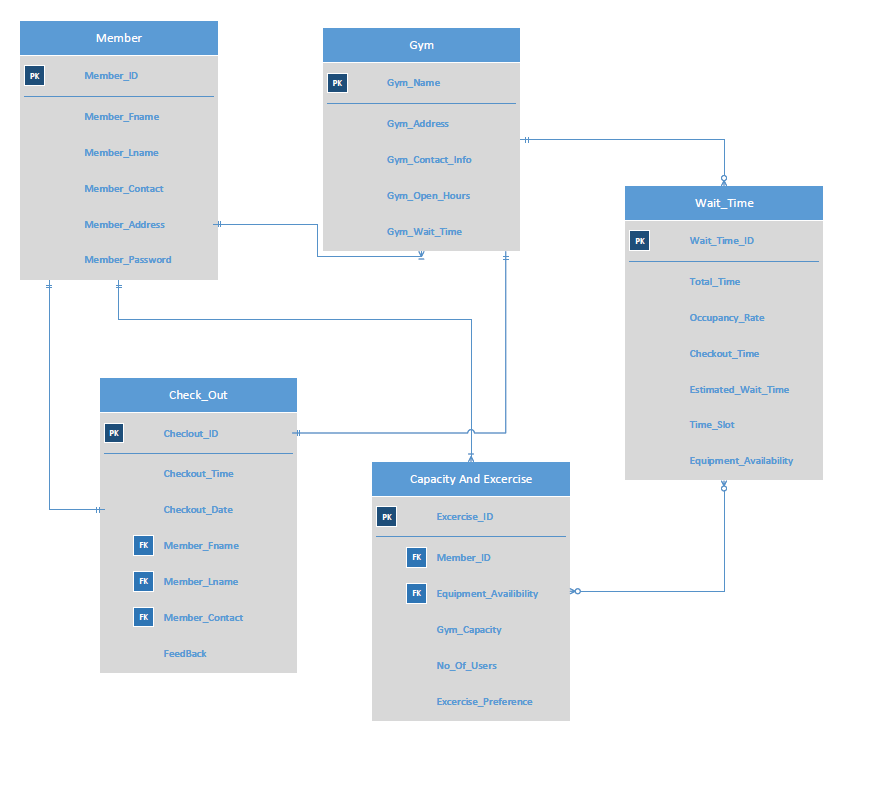 Member
PK Member_ID
Member_Fname
Member_Lname
Member_Contact
Member_Address
Member_Password
Gym
PK Gym_Name
Gym_Address
Gym_Contact_Info
Gym_Open_Hours
Gym_Wait_Time
Wait_Time
PK Wait_Time_ID
Total_Time
Occupancy_Rate
Checkout_Time
Estimated_Wait_Time
Time_Slot
Equipment_Availability
Check_Out
PK Checlout_ID
Checkout_Time
Checkout_Date
FK Member_Fname
FK Member_Lname
FK Member_Contact
FeedBack
Capacity And Excercise
PK Excercise_ID
FK Member_ID
FK Equipment_Availibility
Gym_Capacity
No_Of_Users
Excercise_Preference